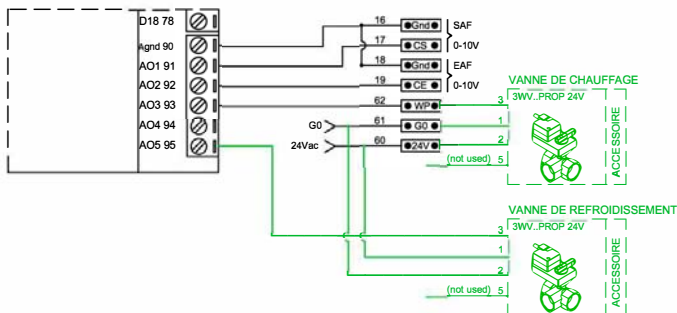 D18 78
Agnd 90
AO1 91
AO2 92
AO3 93
AO4 94
AO5 95
16 Gnd SAF
17 CS 0-10V
18 Gnd EAF
19 CE 0-10V
62 WP
G0 61 G0
24Vac 60 24V
VANNE DE CHAUFFAGE
3 3WV..PROP 24V
1
2
(not used) 5
ACCESSOIRE
VANNE DE REFROIDISSEMENT
3 3WV..PROP 24V
1
2
(not used) 5
ACCESSOIRE